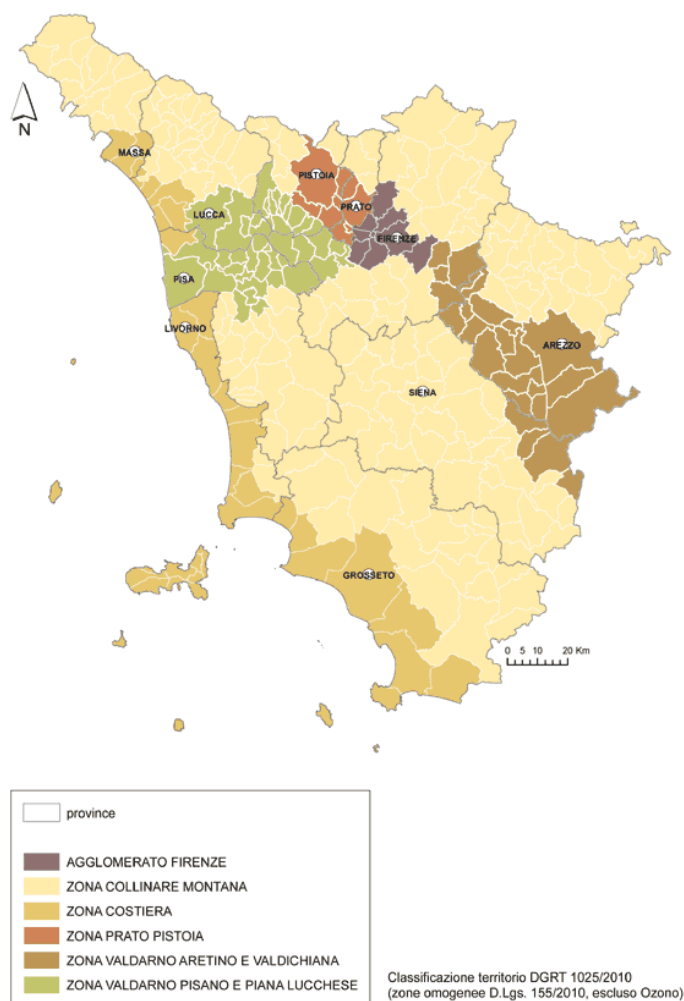 N
MASSA
PISTOIA
PRATO
LUCCA
FIRENZE
PISA
LIVORNO
AREZZO
SIENA
GROSSETO
0 5 10 20 Km
province
AGGLOMERATO FIRENZE
ZONA COLLINARE MONTANA
ZONA COSTIERA
ZONA PRATO PISTOIA
ZONA VALDARNO ARETINO E VALDICHIANA
ZONA VALDARNO PISANO E PIANA LUCCHESE
Classificazione territorio DGRT 1025/2010
(zone omogenee D.Lgs. 155/2010, escluso Ozono)